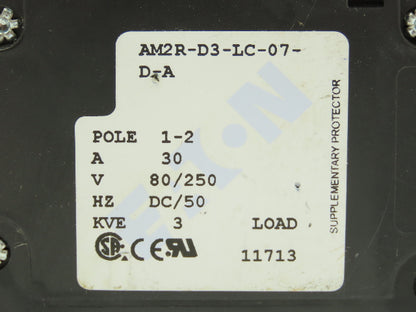 AM2R-D3-LC-07-
D-A
POLE 1-2
A 30
V 80/250
HZ DC/50
KVE 3 LOAD
11713
SUPPLEMENTARY PROTECTOR
EATON